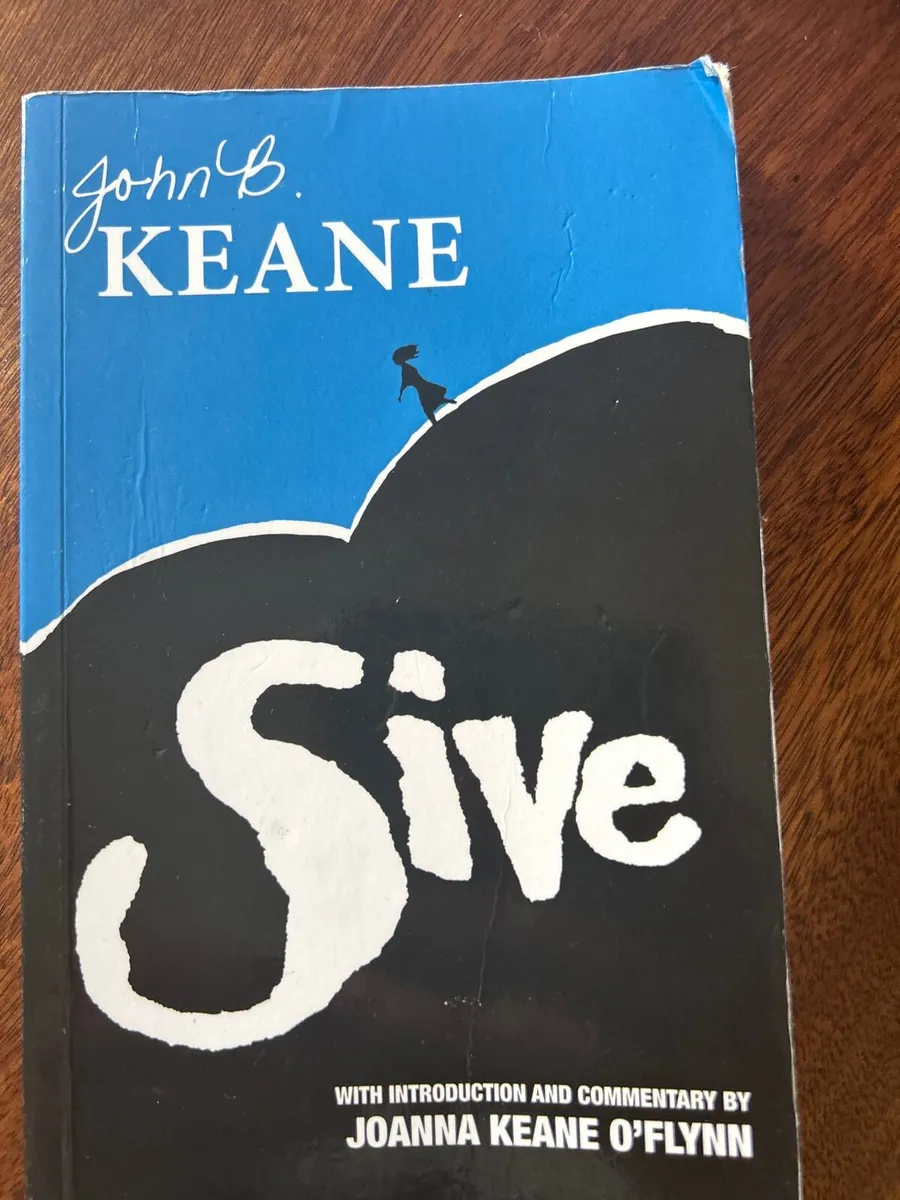 John B.
KEANE
Sive
WITH INTRODUCTION AND COMMENTARY BY
JOANNA KEANE O'FLYNN